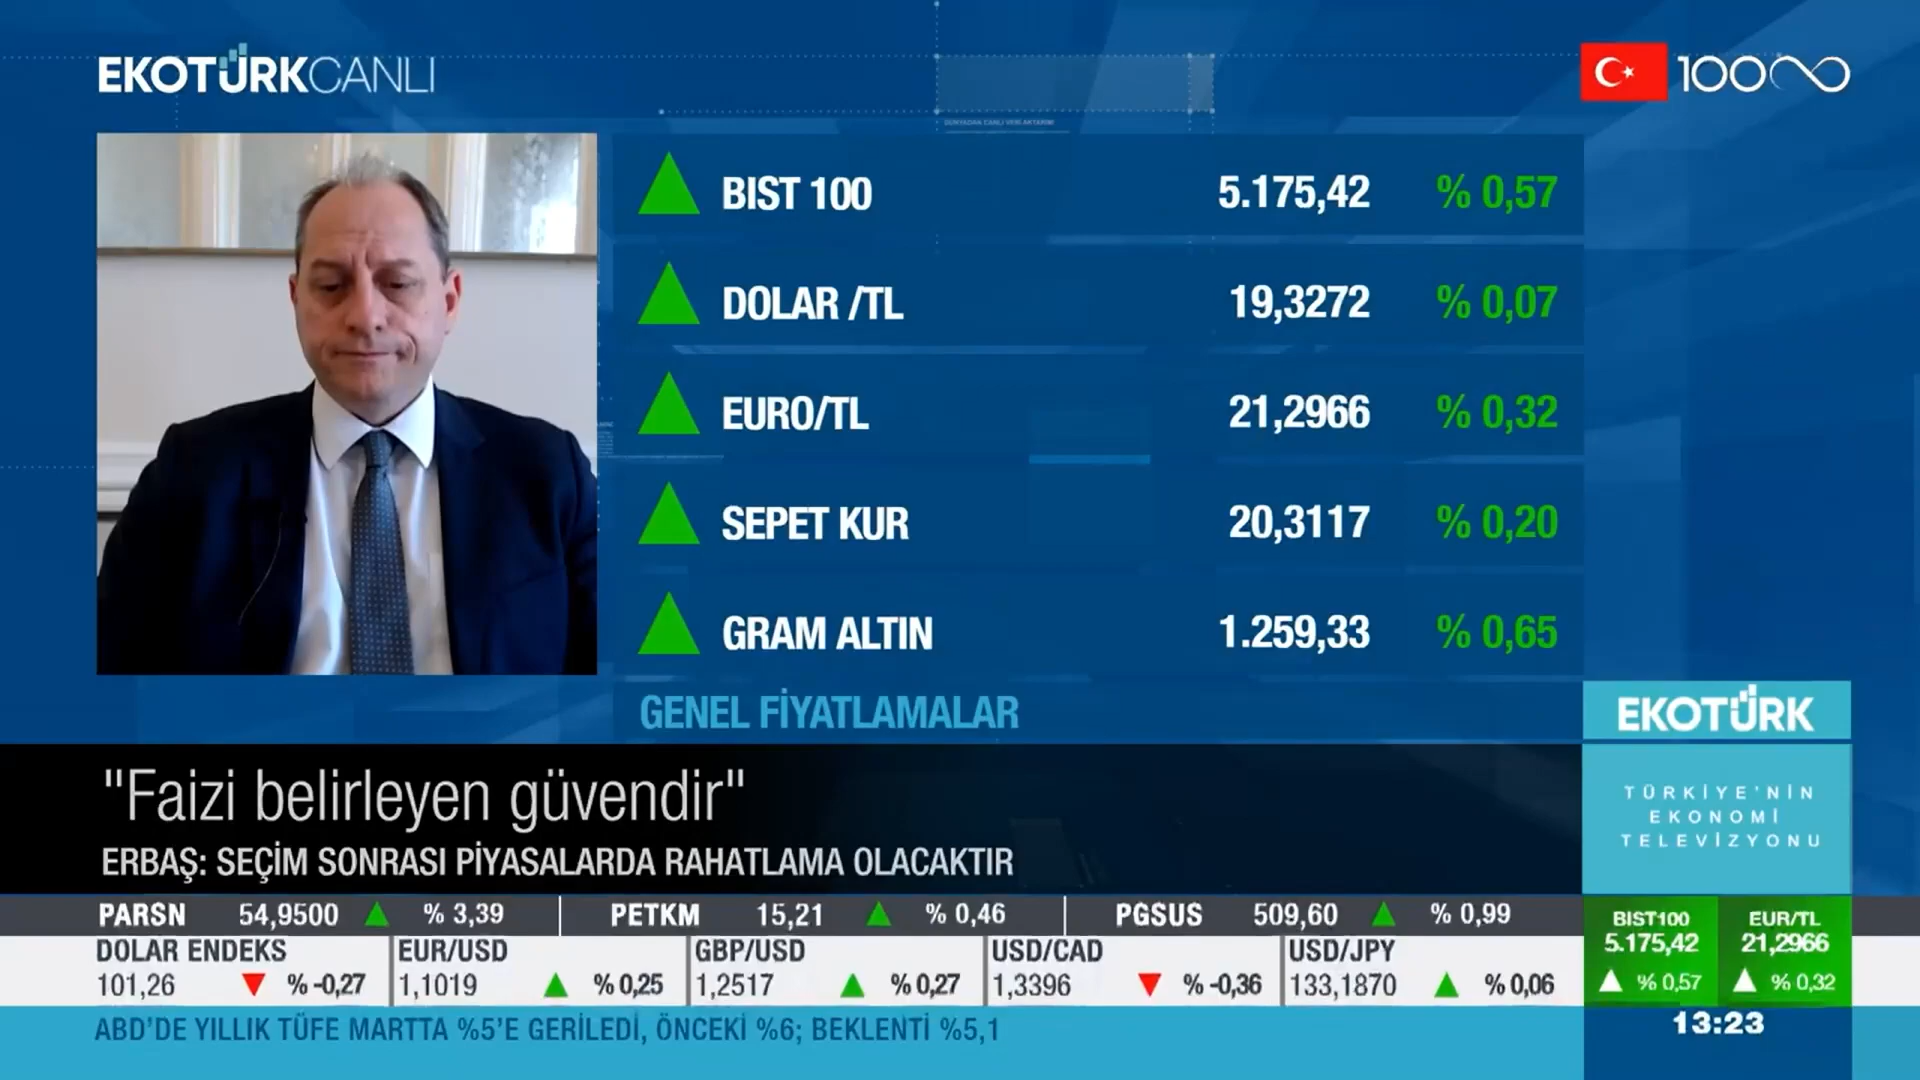 EKOTÜRKCANLI
100
DÜNYADAN CANLI VERİ AKTARIMI
BIST 100 5.175,42 % 0,57
DOLAR /TL 19,3272 % 0,07
EURO/TL 21,2966 % 0,32
SEPET KUR 20,3117 % 0,20
GRAM ALTIN 1.259,33 % 0,65
GENEL FİYATLAMALAR
EKOTÜRK
TÜRKİYE'NİN
EKONOMİ
TELEVİZYONU
"Faizi belirleyen güvendir"
ERBAŞ: SEÇİM SONRASI PİYASALARDA RAHATLAMA OLACAKTIR
PARSN 54,9500 % 3,39 PETKM 15,21 % 0,46 PGSUS 509,60 % 0,99
DOLAR ENDEKS EUR/USD GBP/USD USD/CAD USD/JPY
101,26 % -0,27 1,1019 % 0,25 1,2517 % 0,27 1,3396 % -0,36 133,1870 % 0,06
BIST100 EUR/TL
5.175,42 21,2966
% 0,57 % 0,32
ABD'DE YILLIK TÜFE MARTTA %5'E GERİLEDİ, ÖNCEKİ %6; BEKLENTİ %5,1
13:23